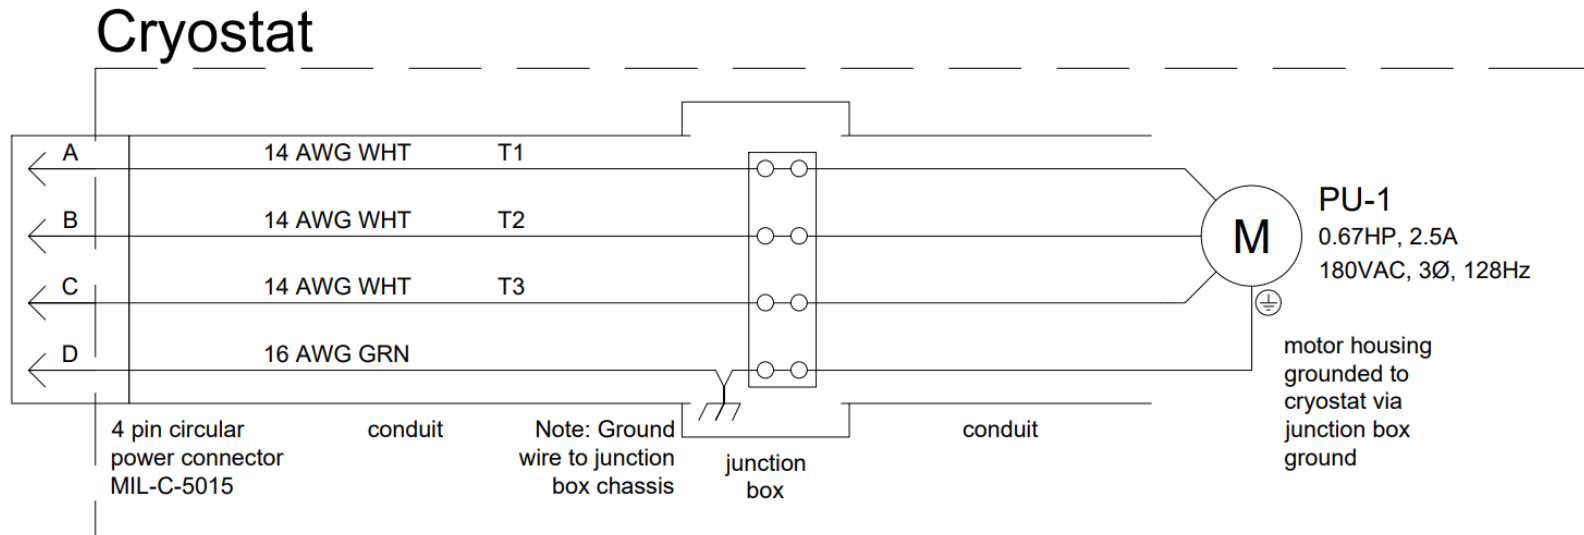 Cryostat
A 14 AWG WHT T1
B 14 AWG WHT T2
C 14 AWG WHT T3
D 16 AWG GRN
M
PU-1
0.67HP, 2.5A
180VAC, 3Ø, 128Hz
motor housing
grounded to
cryostat via
junction box
ground
4 pin circular
power connector
MIL-C-5015
conduit
Note: Ground
wire to junction
box chassis
junction
box
conduit